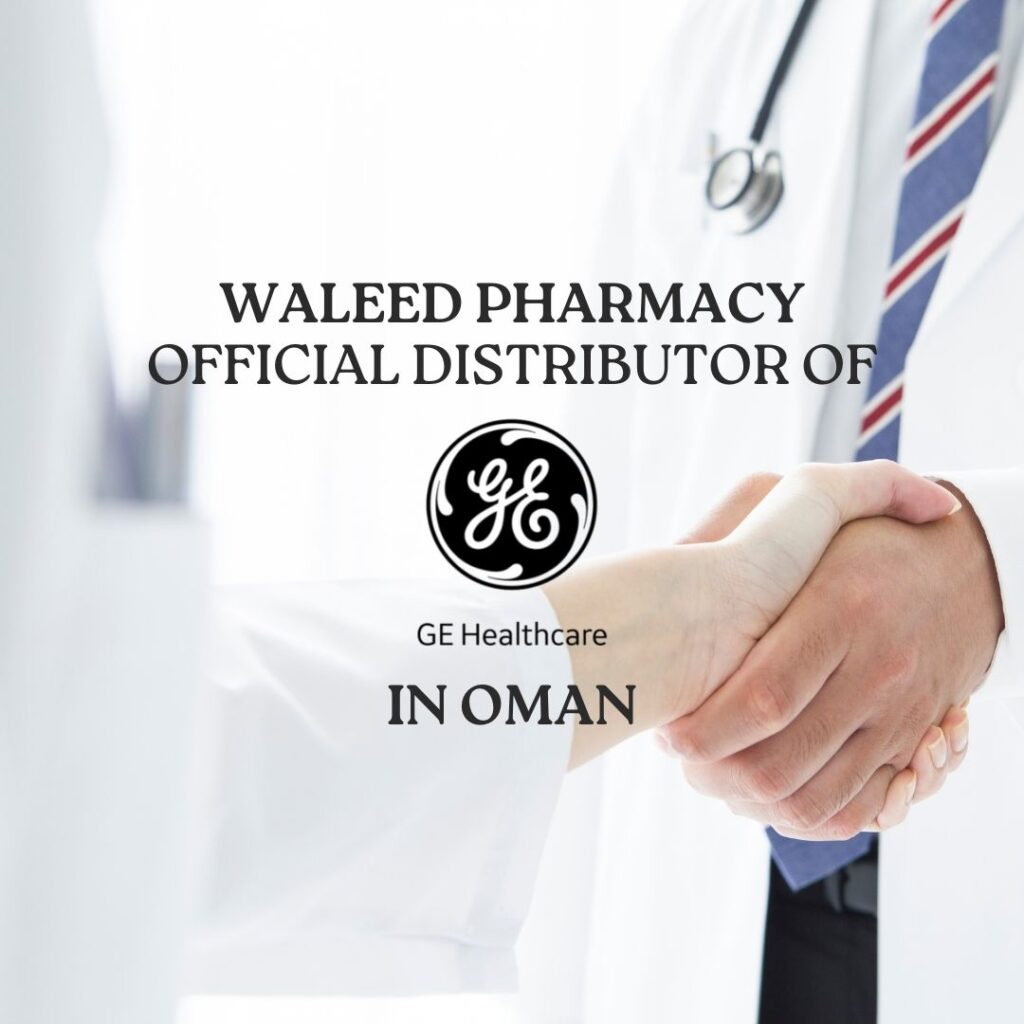 WALEED PHARMACY
OFFICIAL DISTRIBUTOR OF
GE
GE Healthcare
IN OMAN